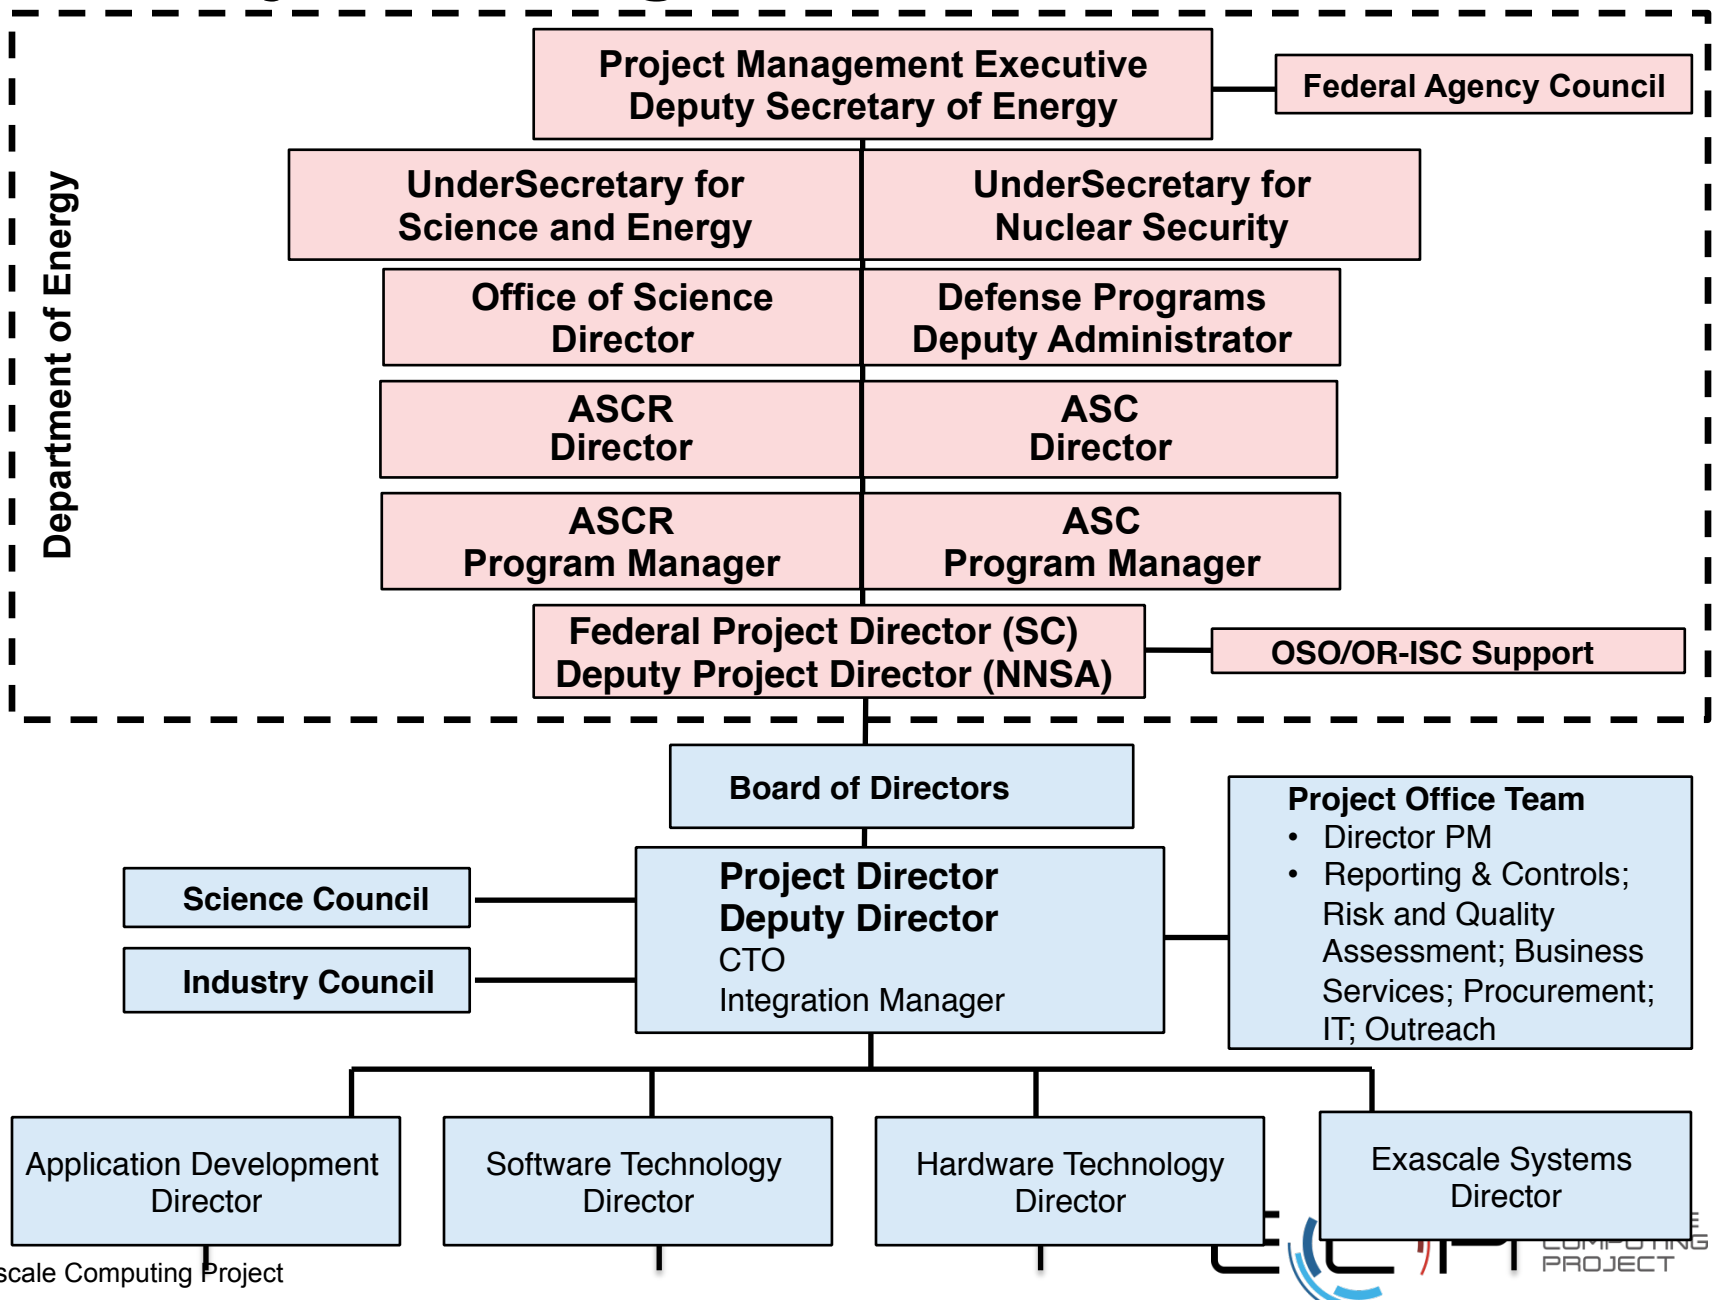 Department of Energy
Project Management Executive
Deputy Secretary of Energy
Federal Agency Council
UnderSecretary for
Science and Energy
UnderSecretary for
Nuclear Security
Office of Science
Director
Defense Programs
Deputy Administrator
ASCR
Director
ASC
Director
ASCR
Program Manager
ASC
Program Manager
Federal Project Director (SC)
Deputy Project Director (NNSA)
OSO/OR-ISC Support
Board of Directors
Project Office Team
• Director PM
• Reporting & Controls;
Risk and Quality
Assessment; Business
Services; Procurement;
IT; Outreach
Science Council
Industry Council
Project Director
Deputy Director
CTO
Integration Manager
Application Development
Director
Software Technology
Director
Hardware Technology
Director
Exascale Systems
Director
COMPUTING
PROJECT
scale Computing Project